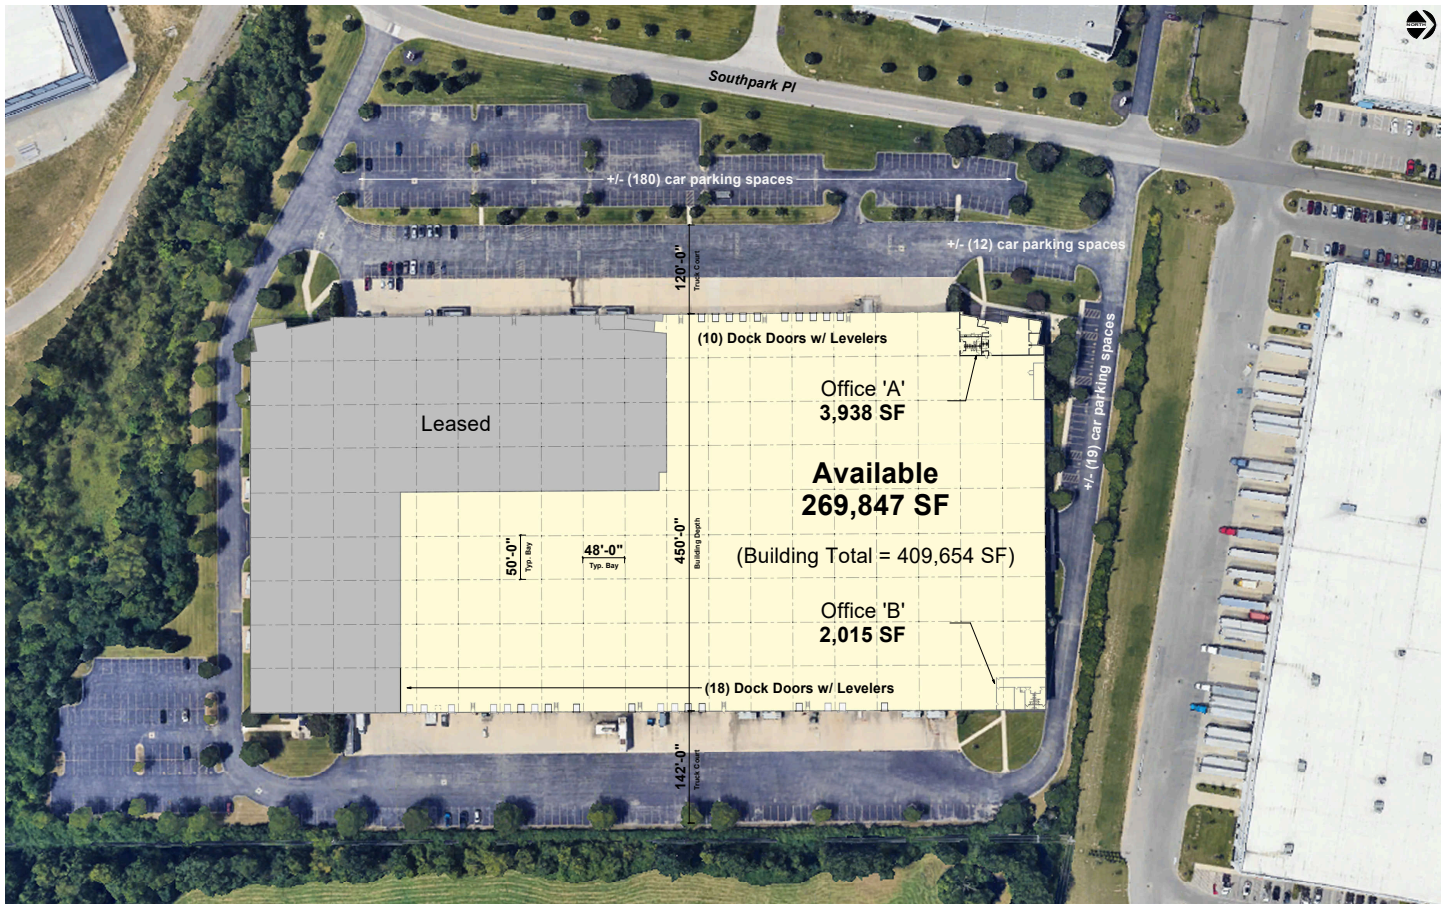 NORTH
Southpark Pl
+/- (180) car parking spaces
+/- (12) car parking spaces
120'-0"
Truck Court
(10) Dock Doors w/ Levelers
+/- (19) car parking spaces
Office 'A'
3,938 SF
Leased
Available
269,847 SF
450'-0"
Building Depth
50'-0"
Typ. Bay
48'-0"
Typ. Bay
(Building Total = 409,654 SF)
Office 'B'
2,015 SF
(18) Dock Doors w/ Levelers
142'-0"
Truck Court